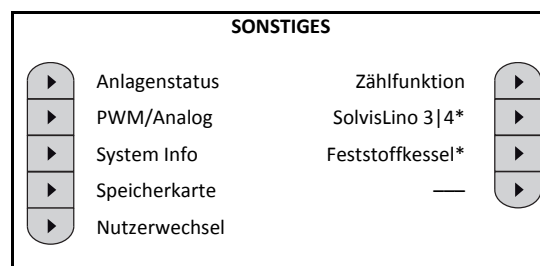 SONSTIGES
Anlagenstatus Zählfunktion
PWM/Analog SolvisLino 3|4*
System Info Feststoffkessel*
Speicherkarte —
Nutzerwechsel